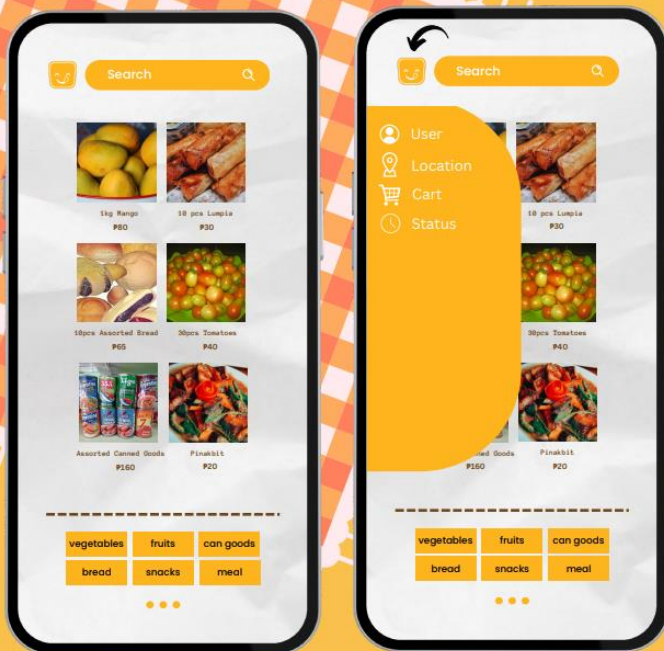 Search
1kg Mango
₱80
10 pcs Lumpia
₱30
10pcs Assorted Bread
₱65
30pcs Tomatoes
₱40
Assorted Canned Goods
₱160
Pinakbit
₱20
vegetables
fruits
can goods
bread
snacks
meal
Search
User
Location
Cart
Status
10 pcs Lumpia
₱30
30pcs Tomatoes
₱40
ned Goods
₱160
Pinakbit
₱20
vegetables
fruits
can goods
bread
snacks
meal